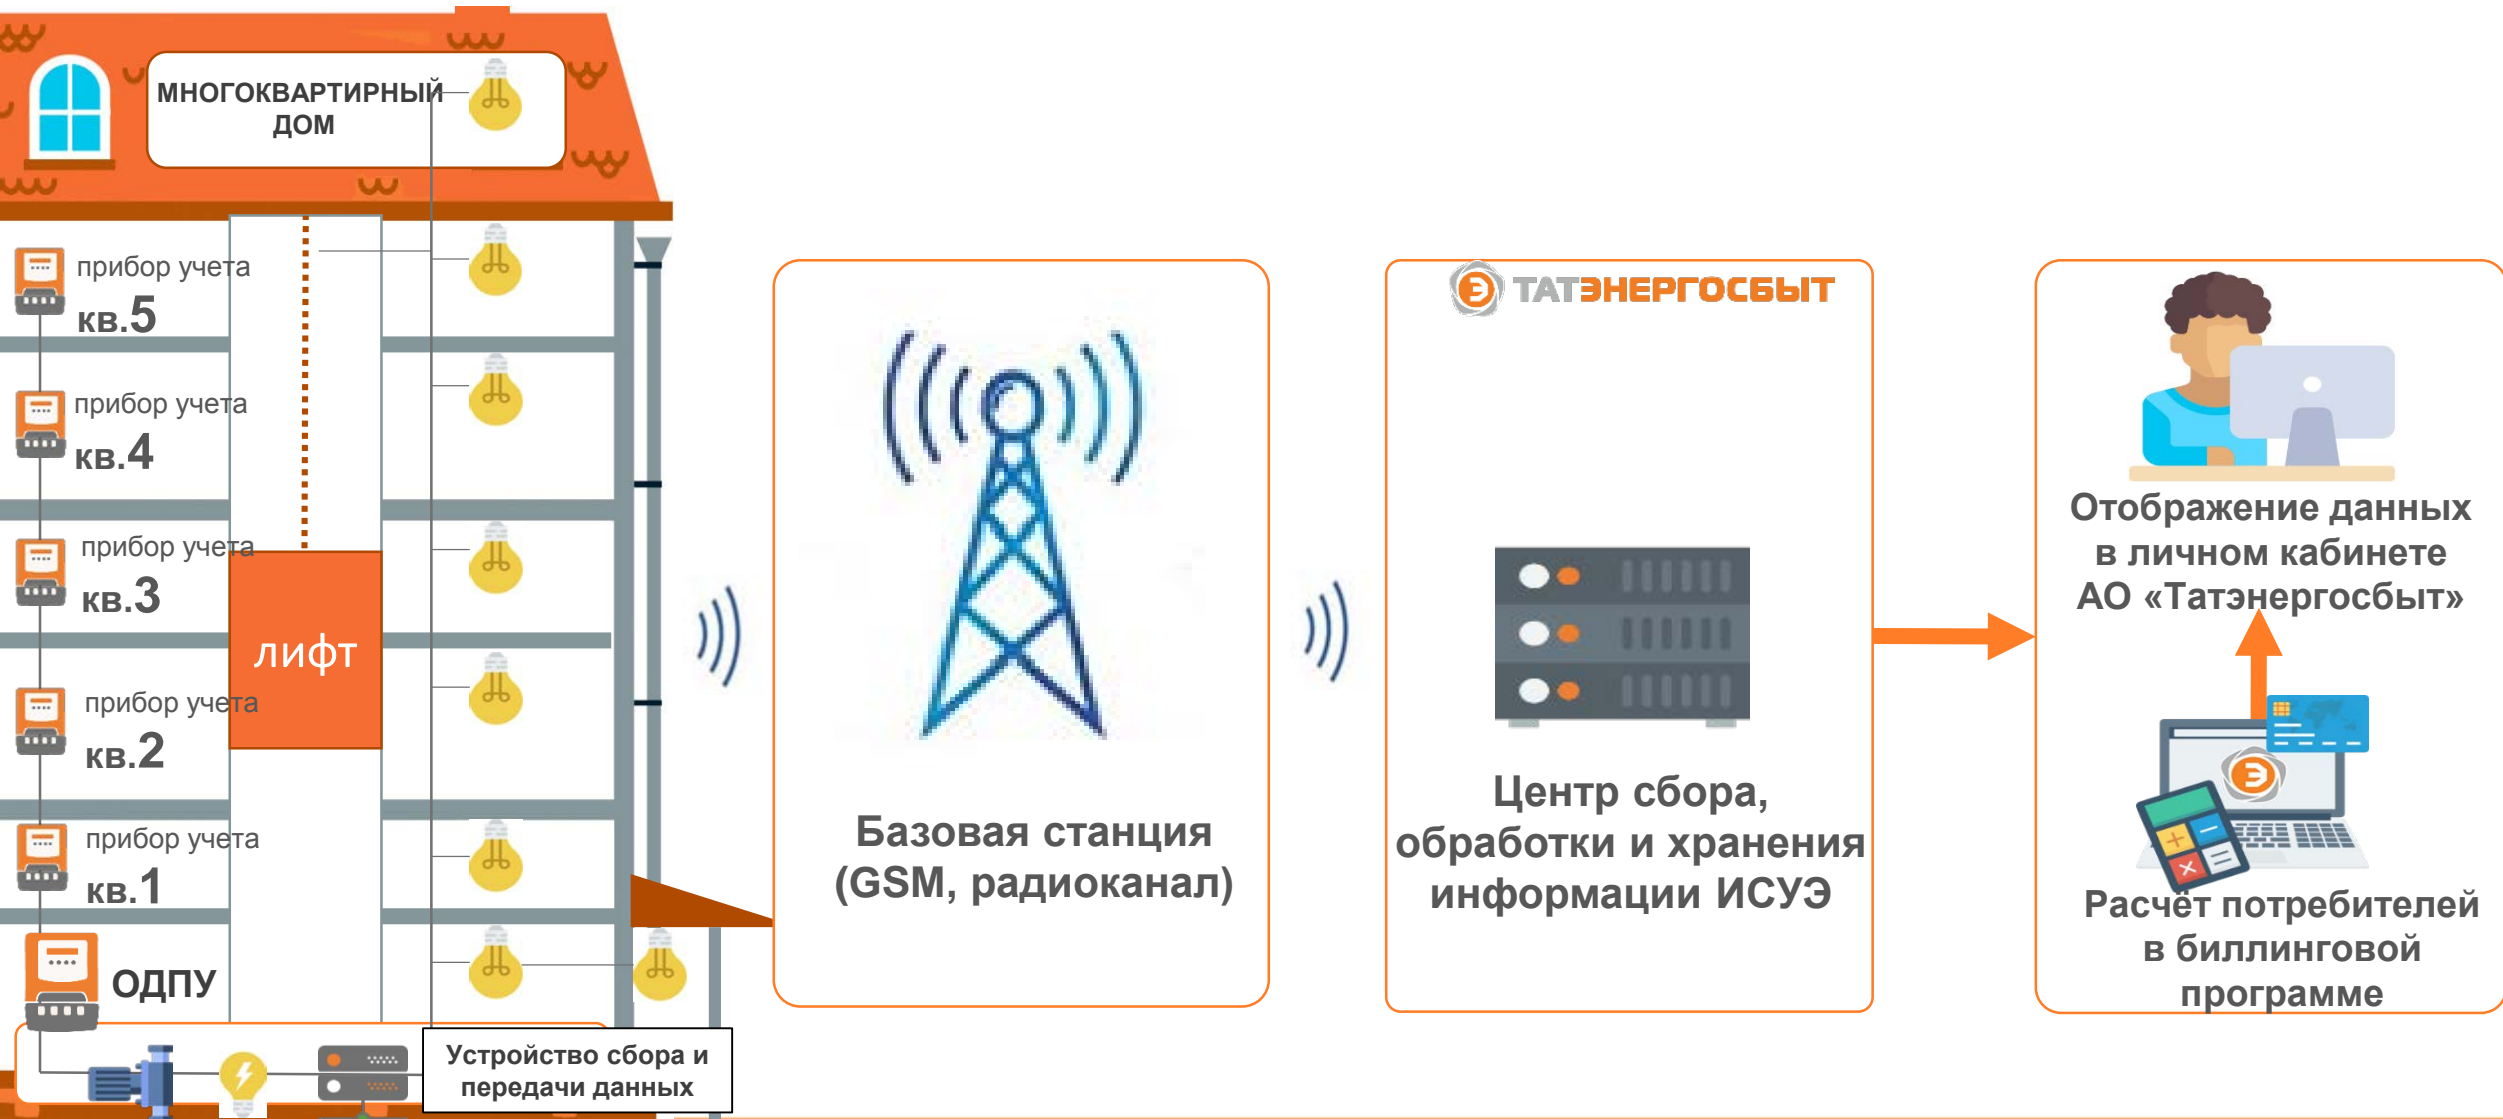 МНОГОКВАРТИРНЫЙ
ДОМ
прибор учета
кв.5
прибор учета
кв.4
прибор учета
кв.3
лифт
прибор учета
кв.2
прибор учета
кв.1
ОДПУ
Устройство сбора и
передачи данных
Базовая станция
(GSM, радиоканал)
Э ТАТЭНЕРГОСБЫТ
Центр сбора,
обработки и хранения
информации ИСУЭ
Отображение данных
в личном кабинете
АО «Татэнергосбыт»
Э
Расчёт потребителей
в биллинговой
программе